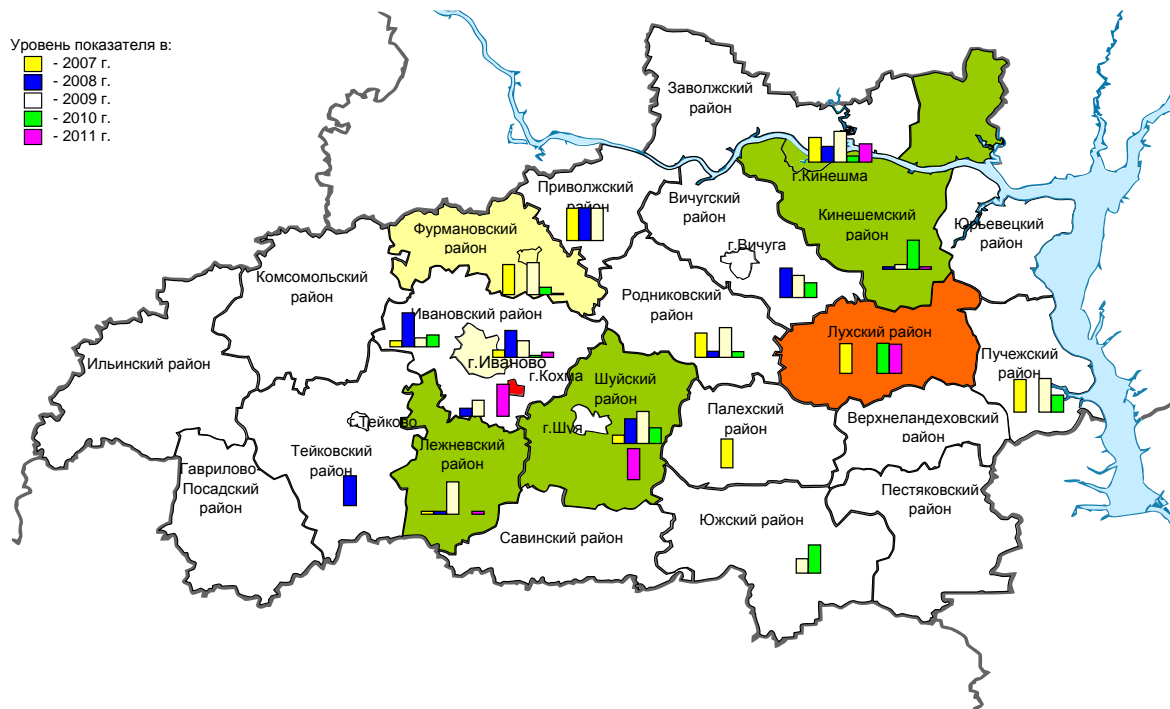 Уровень показателя в:
- 2007 г.
- 2008 г.
- 2009 г.
- 2010 г.
- 2011 г.
Заволжский
район
г.Кинешма
Приволжский
район
Вичугский
район
Кинешемский
район
Юрьевецкий
район
Фурмановский
район
г.Вичуга
Комсомольский
район
Родниковский
район
Ивановский район
Лухский район
Ильинский район
г.Иваново
г.Кохма
Пучежский
район
Шуйский
район
Палехский
район
Верхнеландеховский
район
г.Тейково
г.Шуя
Тейковский
район
Лежневский
район
Гаврилово
Посадский
район
Пестяковский
район
Южский район
Савинский район